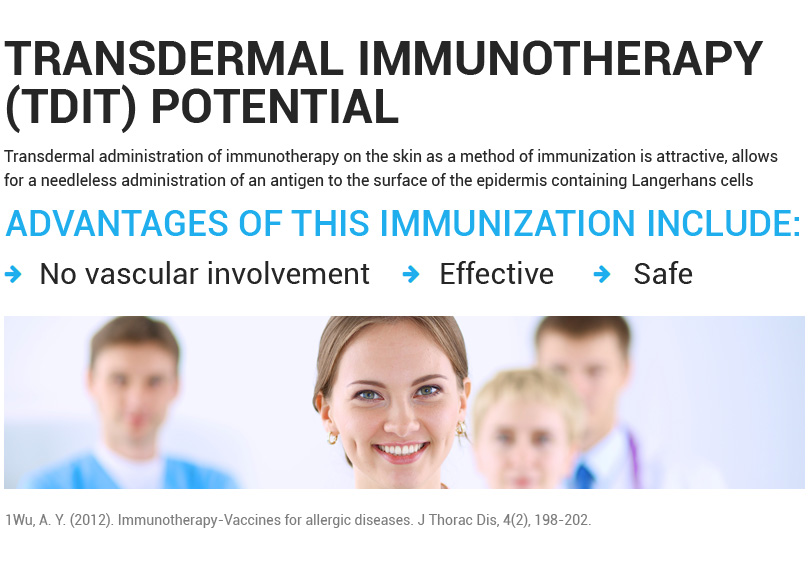 TRANSDERMAL IMMUNOTHERAPY
(TDIT) POTENTIAL
Transdermal administration of immunotherapy on the skin as a method of immunization is attractive, allows
for a needleless administration of an antigen to the surface of the epidermis containing Langerhans cells
ADVANTAGES OF THIS IMMUNIZATION INCLUDE:
No vascular involvement Effective Safe
1Wu, A. Y. (2012). Immunotherapy-Vaccines for allergic diseases. J Thorac Dis, 4(2), 198-202.